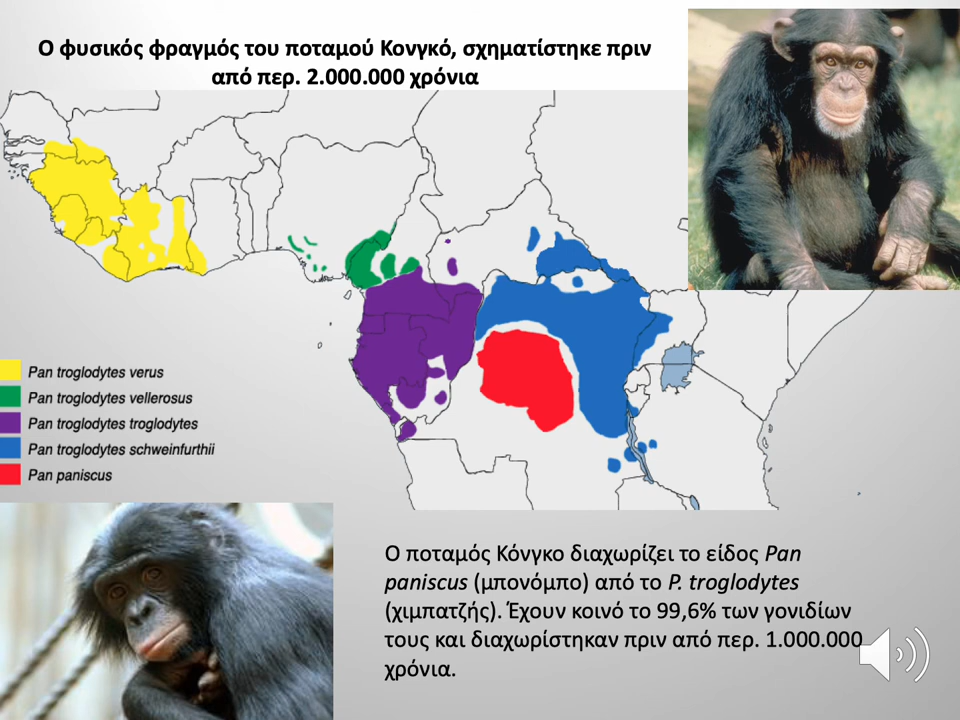 Ο φυσικός φραγμός του ποταμού Κονγκό, σχηματίστηκε πριν
από περ. 2.000.000 χρόνια
Pan troglodytes verus
Pan troglodytes vellerosus
Pan troglodytes troglodytes
Pan troglodytes schweinfurthii
Pan paniscus
Ο ποταμός Κόνγκο διαχωρίζει το είδος Pan
paniscus (μπονόμπο) από το P. troglodytes
(χιμπατζής). Έχουν κοινό το 99,6% των γονιδίων
τους και διαχωρίστηκαν πριν από περ. 1.000.000
χρόνια.